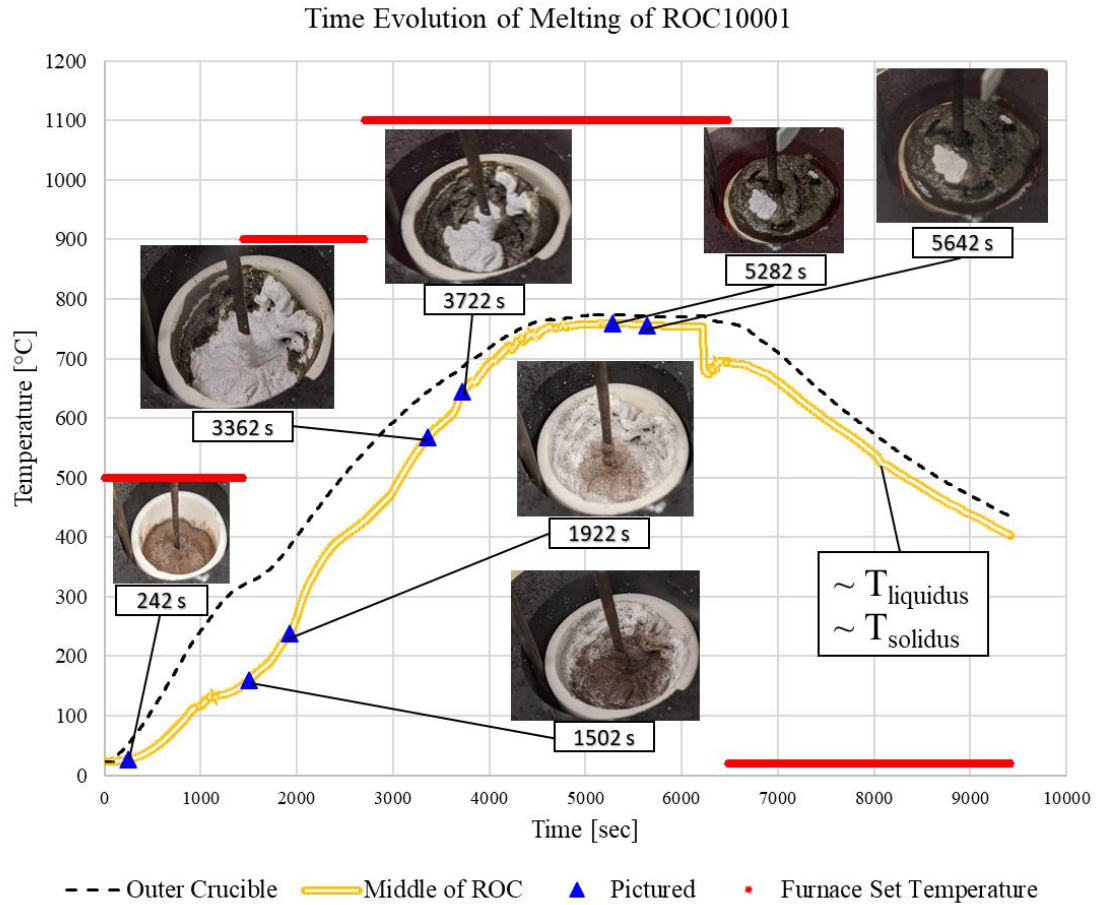 Time Evolution of Melting of ROC10001
1200
1100
1000
900
800
700
600
500
400
300
200
100
0
Temperature [°C]
5642 s
5282 s
3722 s
3362 s
1922 s
242 s
1502 s
~ Tliquidus
~ Tsolidus
0 1000 2000 3000 4000 5000 6000 7000 8000 9000 10000
Time [sec]
Outer Crucible Middle of ROC Pictured Furnace Set Temperature